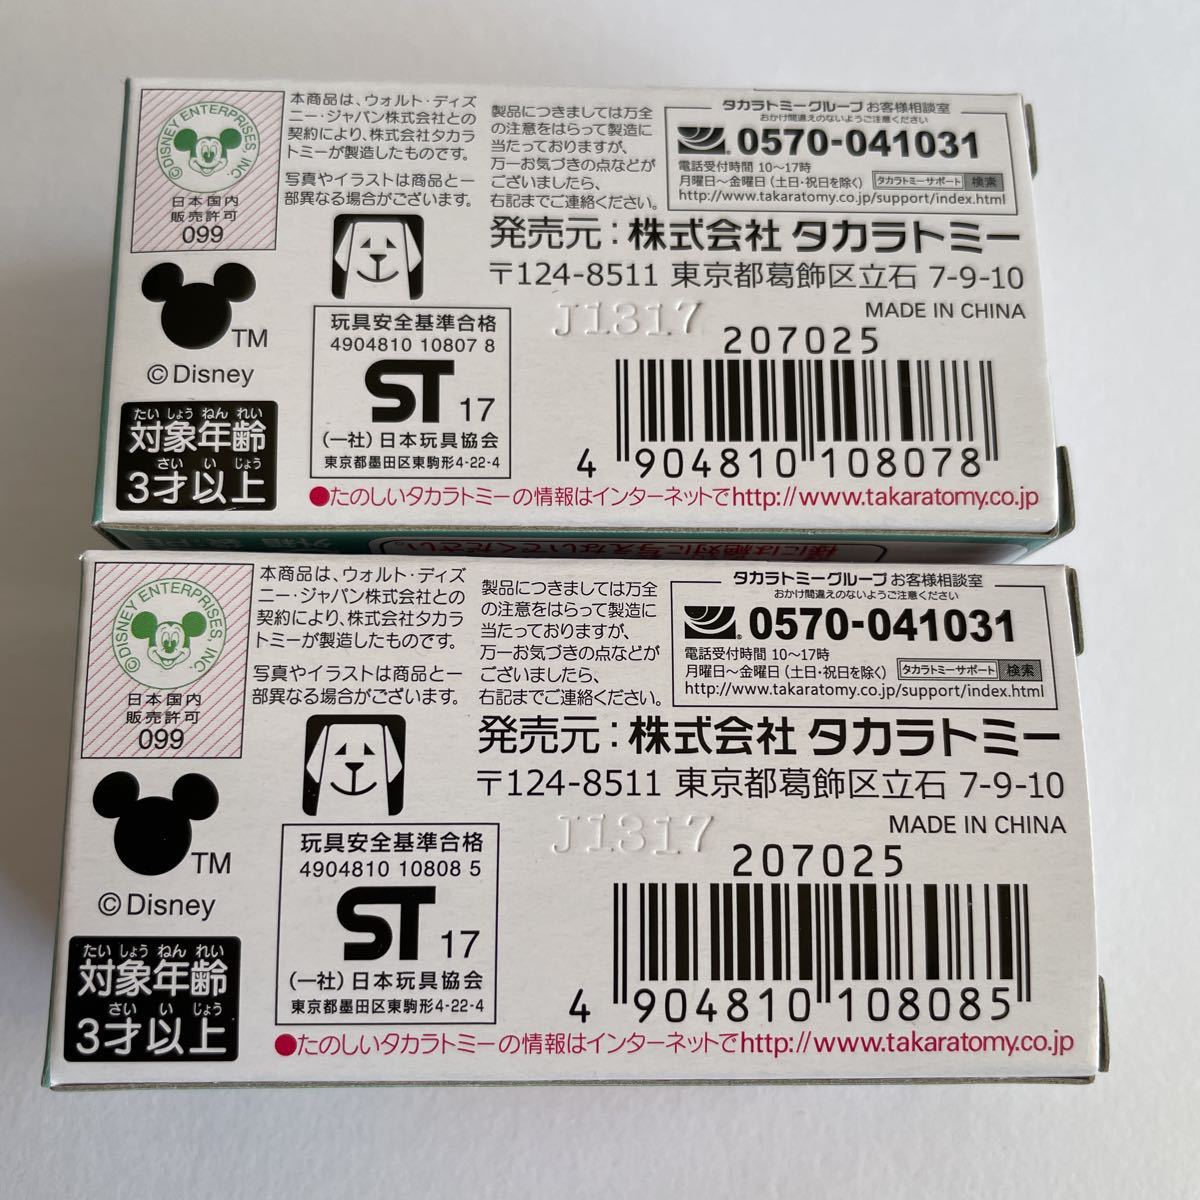 ©DISNEY ENTERPRISES, INC.
日本国内
販売許可
099
本商品は、ウォルト・ディズ
ニー・ジャパン株式会社との
契約により、株式会社タカラ
トミーが製造したものです。
写真やイラストは商品と一
部異なる場合がございます。
製品につきましては万全
の注意をはらって製造に
当たっておりますが、
万一お気づきの点などが
ございましたら、
右記までご連絡ください。
タカラトミーグループ お客様相談室
おかけ間違えのないようご注意ください
0570-041031
電話受付時間 10～17時
月曜日～金曜日(土日・祝日を除く) タカラトミーサポート 検索
http://www.takaratomy.co.jp/support/index.html
発売元：株式会社 タカラトミー
〒124-8511 東京都葛飾区立石 7-9-10
MADE IN CHINA
J1317
TM
©Disney
たい しょう ねん れい
対象年齢
さい い じょう
3才以上
玩具安全基準合格
4904810 10807 8
ST 17
(一社)日本玩具協会
東京都墨田区東駒形4-22-4
207025
4 904810 108078
●たのしいタカラトミーの情報はインターネットでhttp://www.takaratomy.co.jp
様には絶対に与えないでください。
©DISNEY ENTERPRISES, INC.
日本国内
販売許可
099
本商品は、ウォルト・ディズ
ニー・ジャパン株式会社との
契約により、株式会社タカラ
トミーが製造したものです。
写真やイラストは商品と一
部異なる場合がございます。
製品につきましては万全
の注意をはらって製造に
当たっておりますが、
万一お気づきの点などが
ございましたら、
右記までご連絡ください。
タカラトミーグループ お客様相談室
おかけ間違えのないようご注意ください
0570-041031
電話受付時間 10～17時
月曜日～金曜日(土日・祝日を除く) タカラトミーサポート 検索
http://www.takaratomy.co.jp/support/index.html
発売元：株式会社 タカラトミー
〒124-8511 東京都葛飾区立石 7-9-10
MADE IN CHINA
J1317
TM
©Disney
たい しょう ねん れい
対象年齢
さい い じょう
3才以上
玩具安全基準合格
4904810 10808 5
ST 17
(一社)日本玩具協会
東京都墨田区東駒形4-22-4
207025
4 904810 108085
●たのしいタカラトミーの情報はインターネットでhttp://www.takaratomy.co.jp